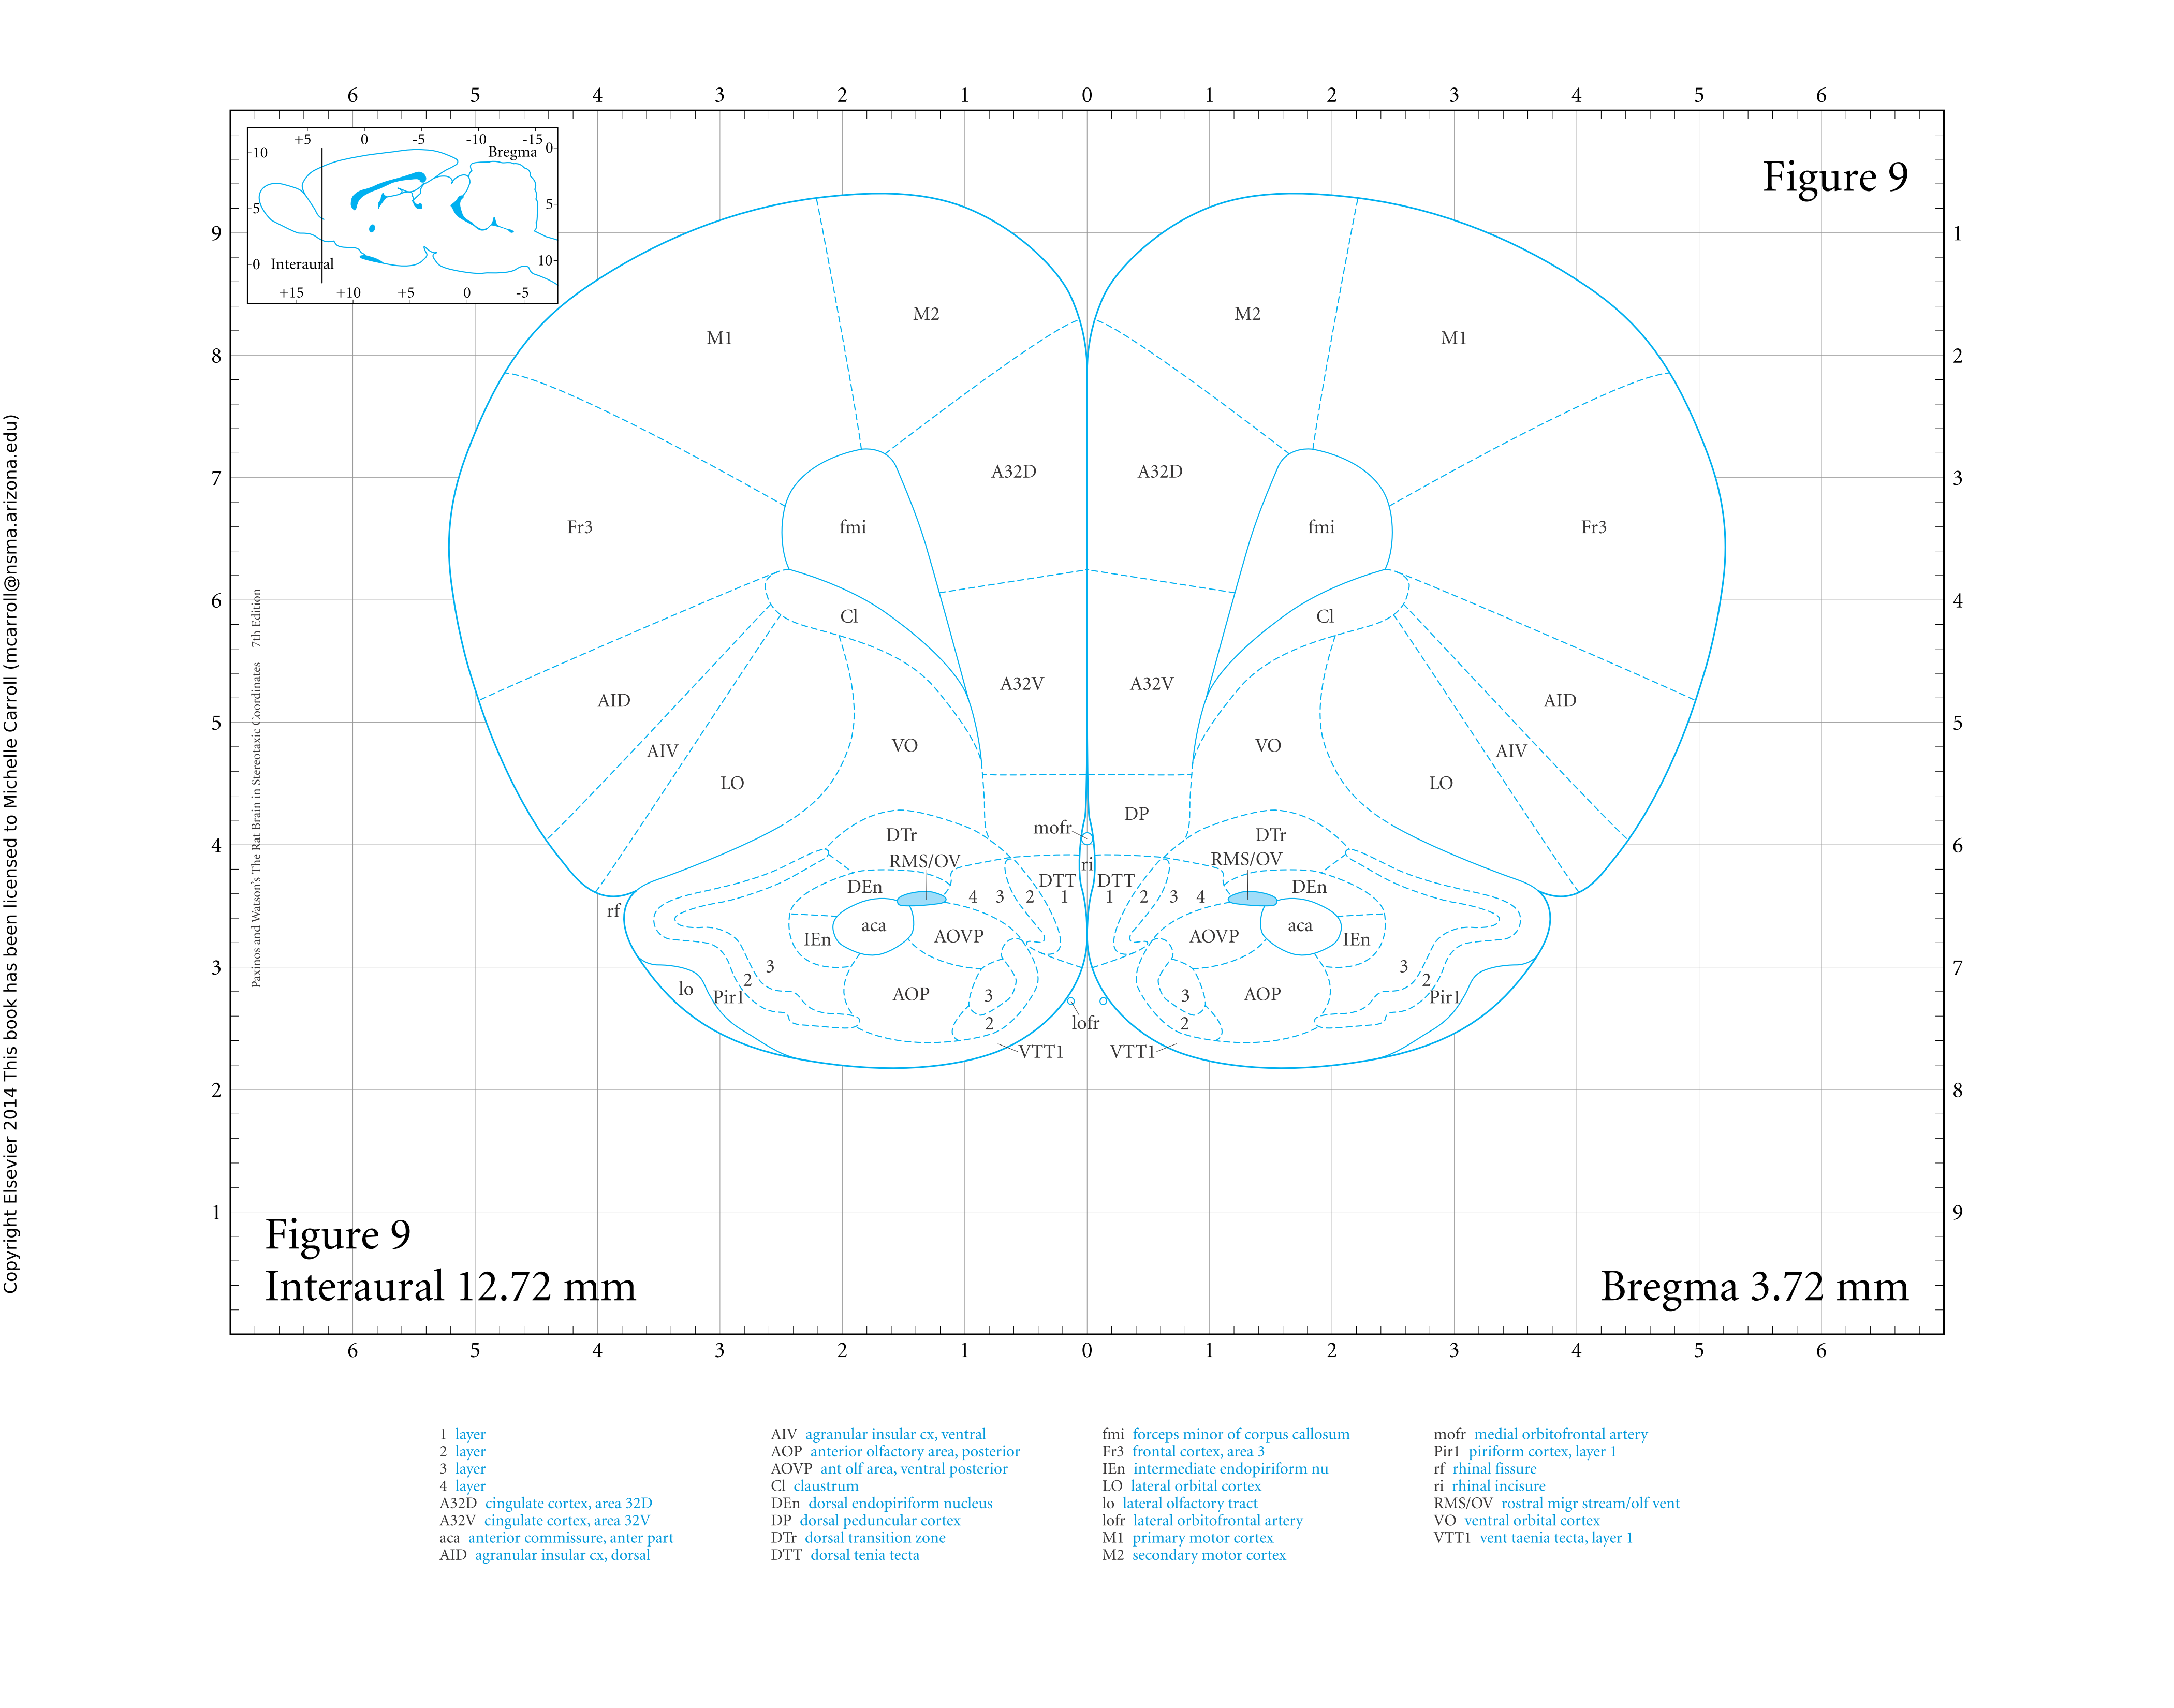 6 5 4 3 2 1 0 1 2 3 4 5 6
+5 0 -5 -10 -15
Bregma 0
10
5 5
0 Interaural 10
+15 +10 +5 0 -5
Figure 9
9 1
M2 M2
M1 M1
8 2
A32D A32D
7 3
Fr3 fmi fmi Fr3
6 4
Cl Cl
A32V A32V
AID AID
5 5
VO VO
AIV AIV
LO LO
DP
mofr
DTr DTr
4 6
RMS/OV ri RMS/OV
DTT DTT
DEn DEn
4 3 2 1 1 2 3 4
rf
aca aca
IEn AOVP AOVP IEn
3 7
3 3
2 2
lo Pir1 AOP 3 3 AOP Pir1
2 lofr 2
VTT1 VTT1
2 8
1 9
Figure 9
Interaural 12.72 mm
Bregma 3.72 mm
6 5 4 3 2 1 0 1 2 3 4 5 6
Paxinos and Watson's The Rat Brain in Stereotaxic Coordinates 7th Edition
Copyright Elsevier 2014 This book has been licensed to Michelle Carroll (mcarroll@nsma.arizona.edu)
1 layer
2 layer
3 layer
4 layer
A32D cingulate cortex, area 32D
A32V cingulate cortex, area 32V
aca anterior commissure, anter part
AID agranular insular cx, dorsal
AIV agranular insular cx, ventral
AOP anterior olfactory area, posterior
AOVP ant olf area, ventral posterior
Cl claustrum
DEn dorsal endopiriform nucleus
DP dorsal peduncular cortex
DTr dorsal transition zone
DTT dorsal tenia tecta
fmi forceps minor of corpus callosum
Fr3 frontal cortex, area 3
IEn intermediate endopiriform nu
LO lateral orbital cortex
lo lateral olfactory tract
lofr lateral orbitofrontal artery
M1 primary motor cortex
M2 secondary motor cortex
mofr medial orbitofrontal artery
Pir1 piriform cortex, layer 1
rf rhinal fissure
ri rhinal incisure
RMS/OV rostral migr stream/olf vent
VO ventral orbital cortex
VTT1 vent taenia tecta, layer 1